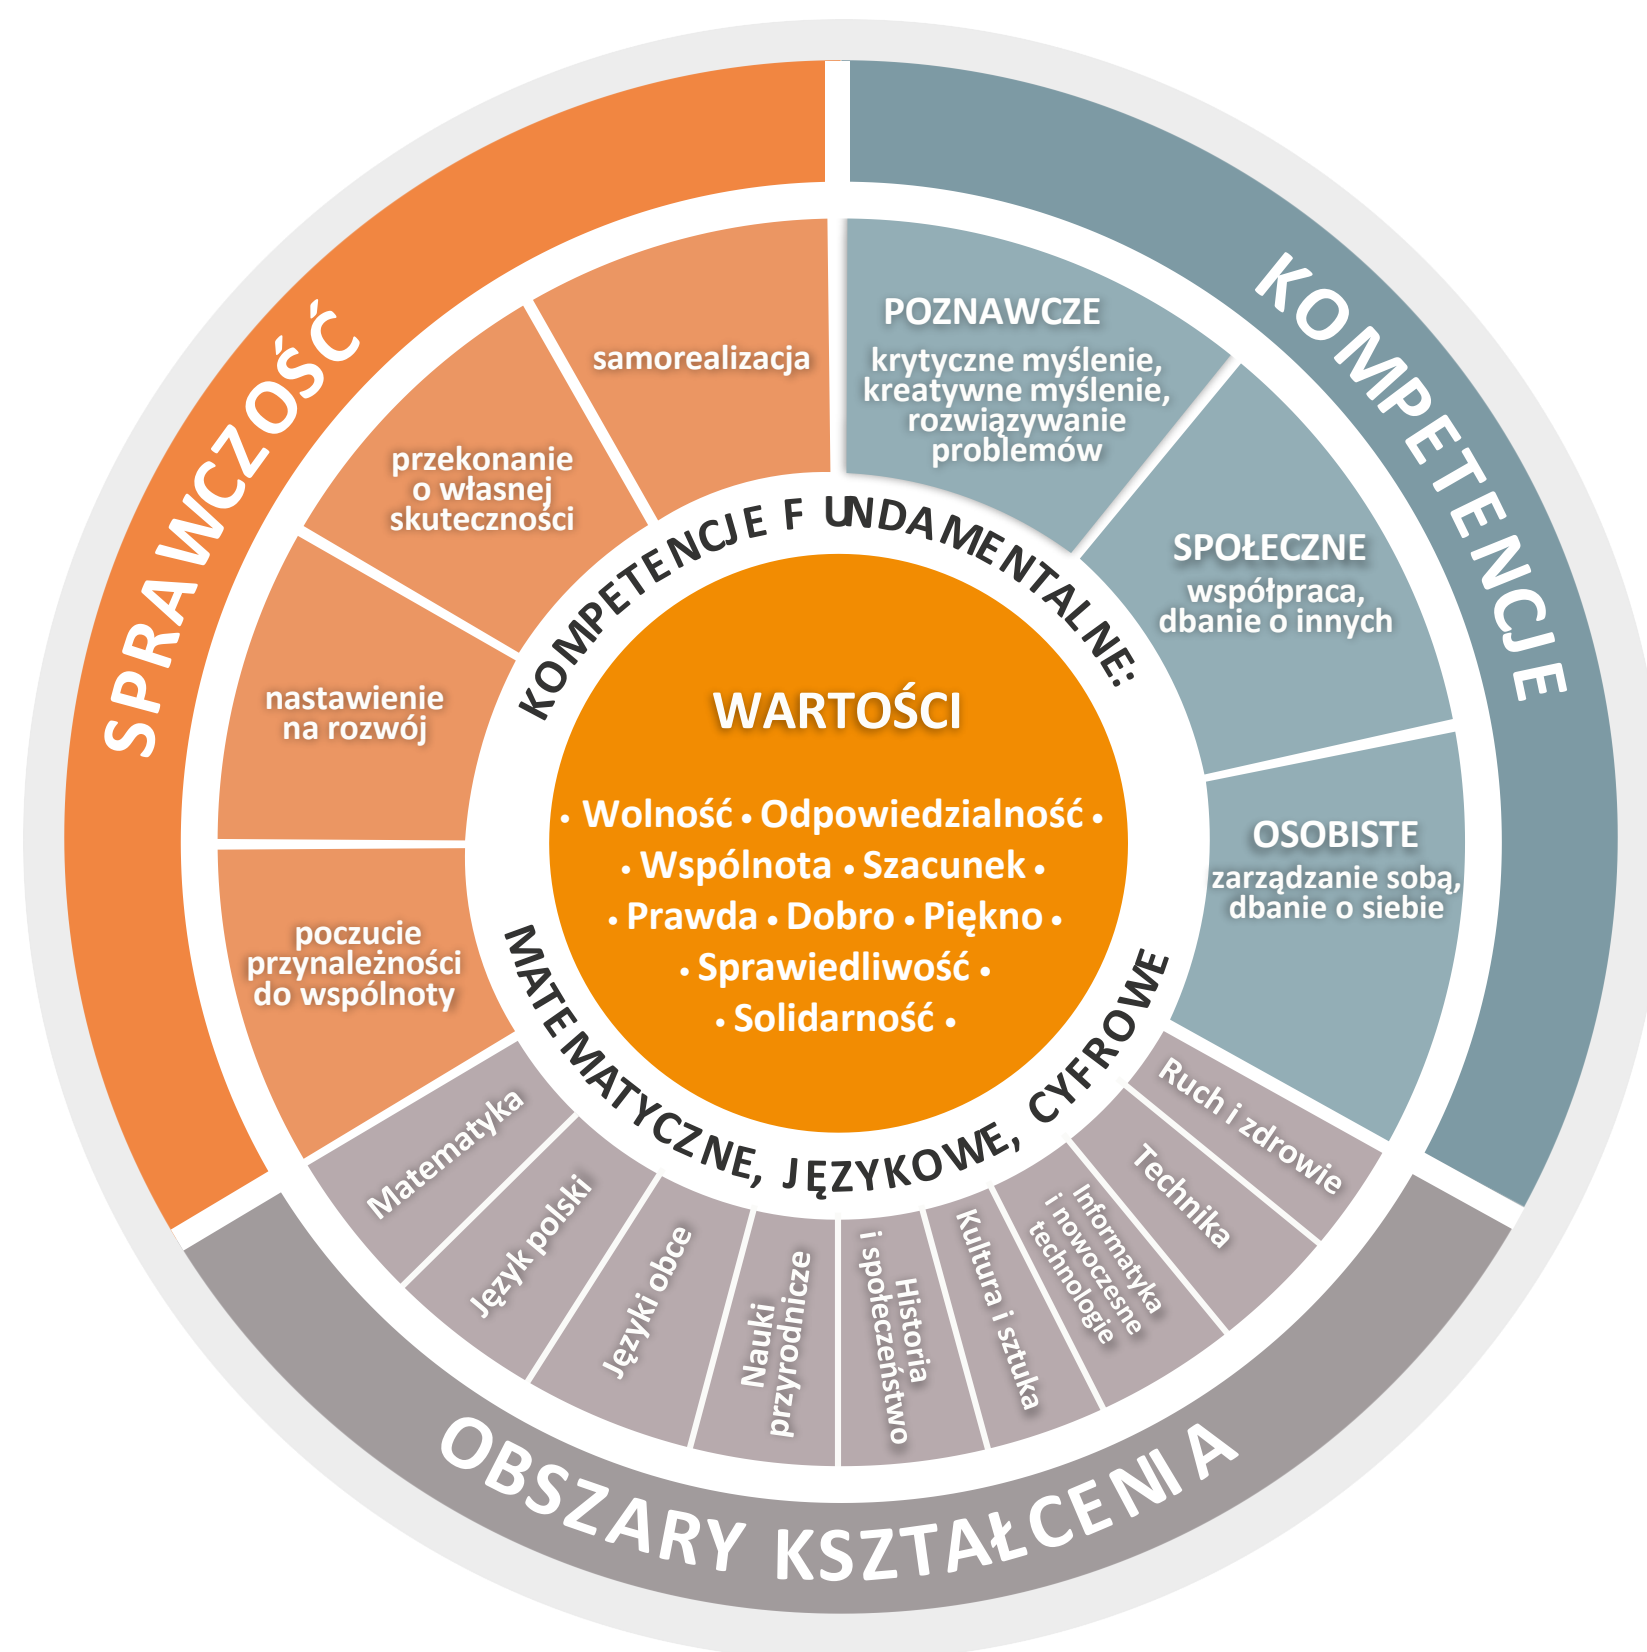 SPRAWCZOŚĆ
samorealizacja
przekonanie
o własnej
skuteczności
nastawienie
na rozwój
poczucie
przynależności
do wspólnoty
KOMPETENCJE
POZNAWCZE
krytyczne myślenie,
kreatywne myślenie,
rozwiązywanie
problemów
SPOŁECZNE
współpraca,
dbanie o innych
OSOBISTE
zarządzanie sobą,
dbanie o siebie
KOMPETENCJE FUNDAMENTALNE:
MATEMATYCZNE, JĘZYKOWE, CYFROWE
WARTOŚCI
• Wolność • Odpowiedzialność •
• Wspólnota • Szacunek •
• Prawda • Dobro • Piękno •
• Sprawiedliwość •
• Solidarność •
Matematyka
Język polski
Języki obce
Nauki
przyrodnicze
Historia
i społeczeństwo
Kultura i sztuka
Informatyka
i nowoczesne
technologie
Technika
Ruch i zdrowie
OBSZARY KSZTAŁCENIA